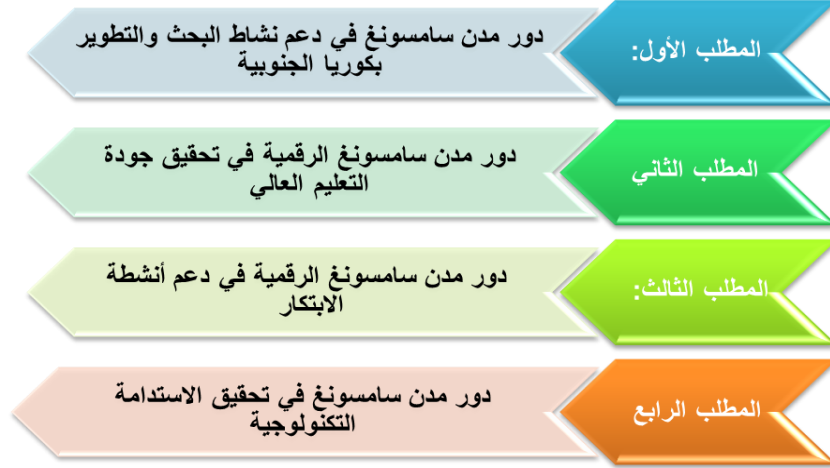 المطلب الأول:
دور مدن سامسونغ في دعم نشاط البحث والتطوير
بكوريا الجنوبية
المطلب الثاني
دور مدن سامسونغ الرقمية في تحقيق جودة
التعليم العالي
المطلب الثالث:
دور مدن سامسونغ الرقمية في دعم أنشطة
الابتكار
المطلب الرابع
دور مدن سامسونغ في تحقيق الاستدامة
التكنولوجية